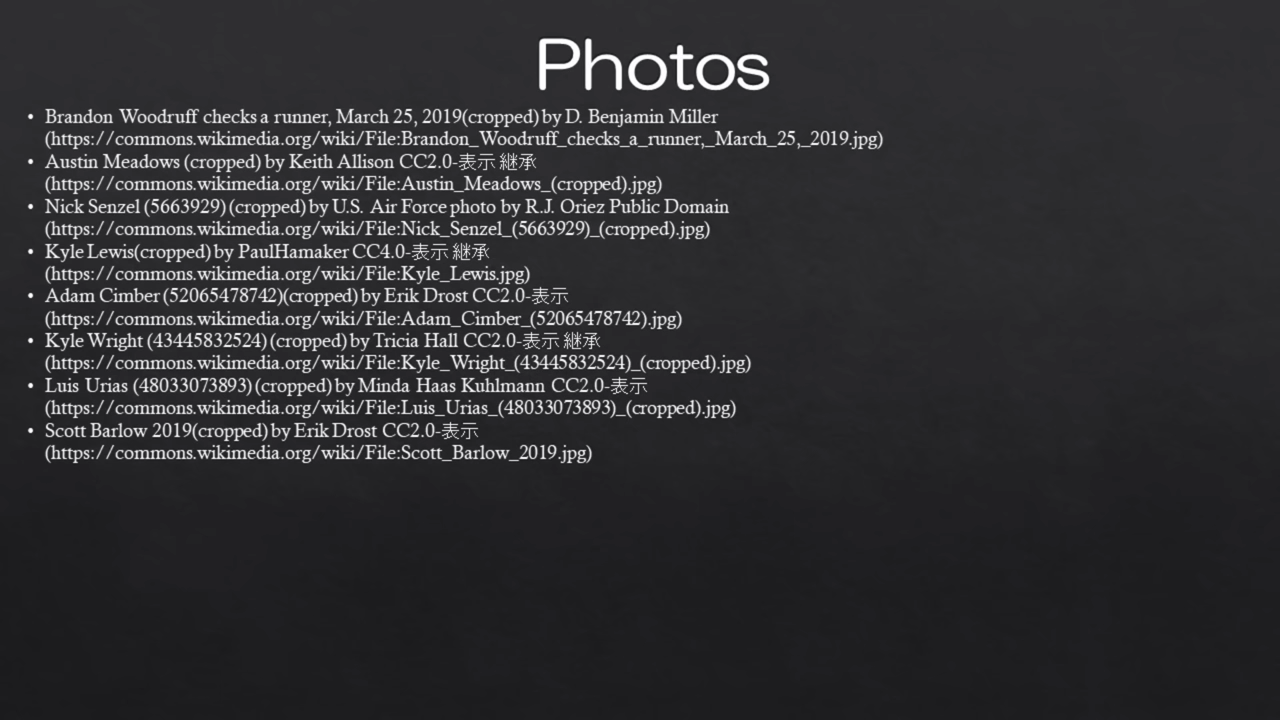 Photos
• Brandon Woodruff checks a runner, March 25, 2019(cropped) by D. Benjamin Miller
(https://commons.wikimedia.org/wiki/File:Brandon_Woodruff_checks_a_runner,_March_25,_2019.jpg)
• Austin Meadows (cropped) by Keith Allison CC2.0-表示 継承
(https://commons.wikimedia.org/wiki/File:Austin_Meadows_(cropped).jpg)
• Nick Senzel (5663929) (cropped) by U.S. Air Force photo by R.J. Oriez Public Domain
(https://commons.wikimedia.org/wiki/File:Nick_Senzel_(5663929)_(cropped).jpg)
• Kyle Lewis(cropped) by PaulHamaker CC4.0-表示 継承
(https://commons.wikimedia.org/wiki/File:Kyle_Lewis.jpg)
• Adam Cimber (52065478742)(cropped) by Erik Drost CC2.0-表示
(https://commons.wikimedia.org/wiki/File:Adam_Cimber_(52065478742).jpg)
• Kyle Wright (43445832524) (cropped) by Tricia Hall CC2.0-表示 継承
(https://commons.wikimedia.org/wiki/File:Kyle_Wright_(43445832524)_(cropped).jpg)
• Luis Urias (48033073893) (cropped) by Minda Haas Kuhlmann CC2.0-表示
(https://commons.wikimedia.org/wiki/File:Luis_Urias_(48033073893)_(cropped).jpg)
• Scott Barlow 2019(cropped) by Erik Drost CC2.0-表示
(https://commons.wikimedia.org/wiki/File:Scott_Barlow_2019.jpg)